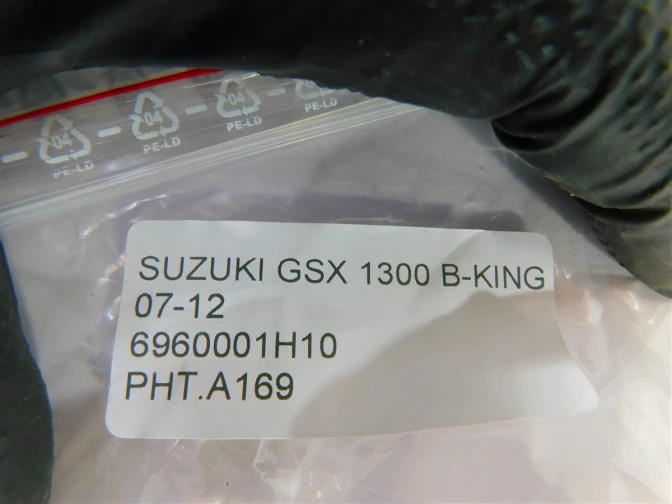 04 04 04
PE-LD PE-LD PE-LD
SUZUKI GSX 1300 B-KING
07-12
6960001H10
PHT.A169